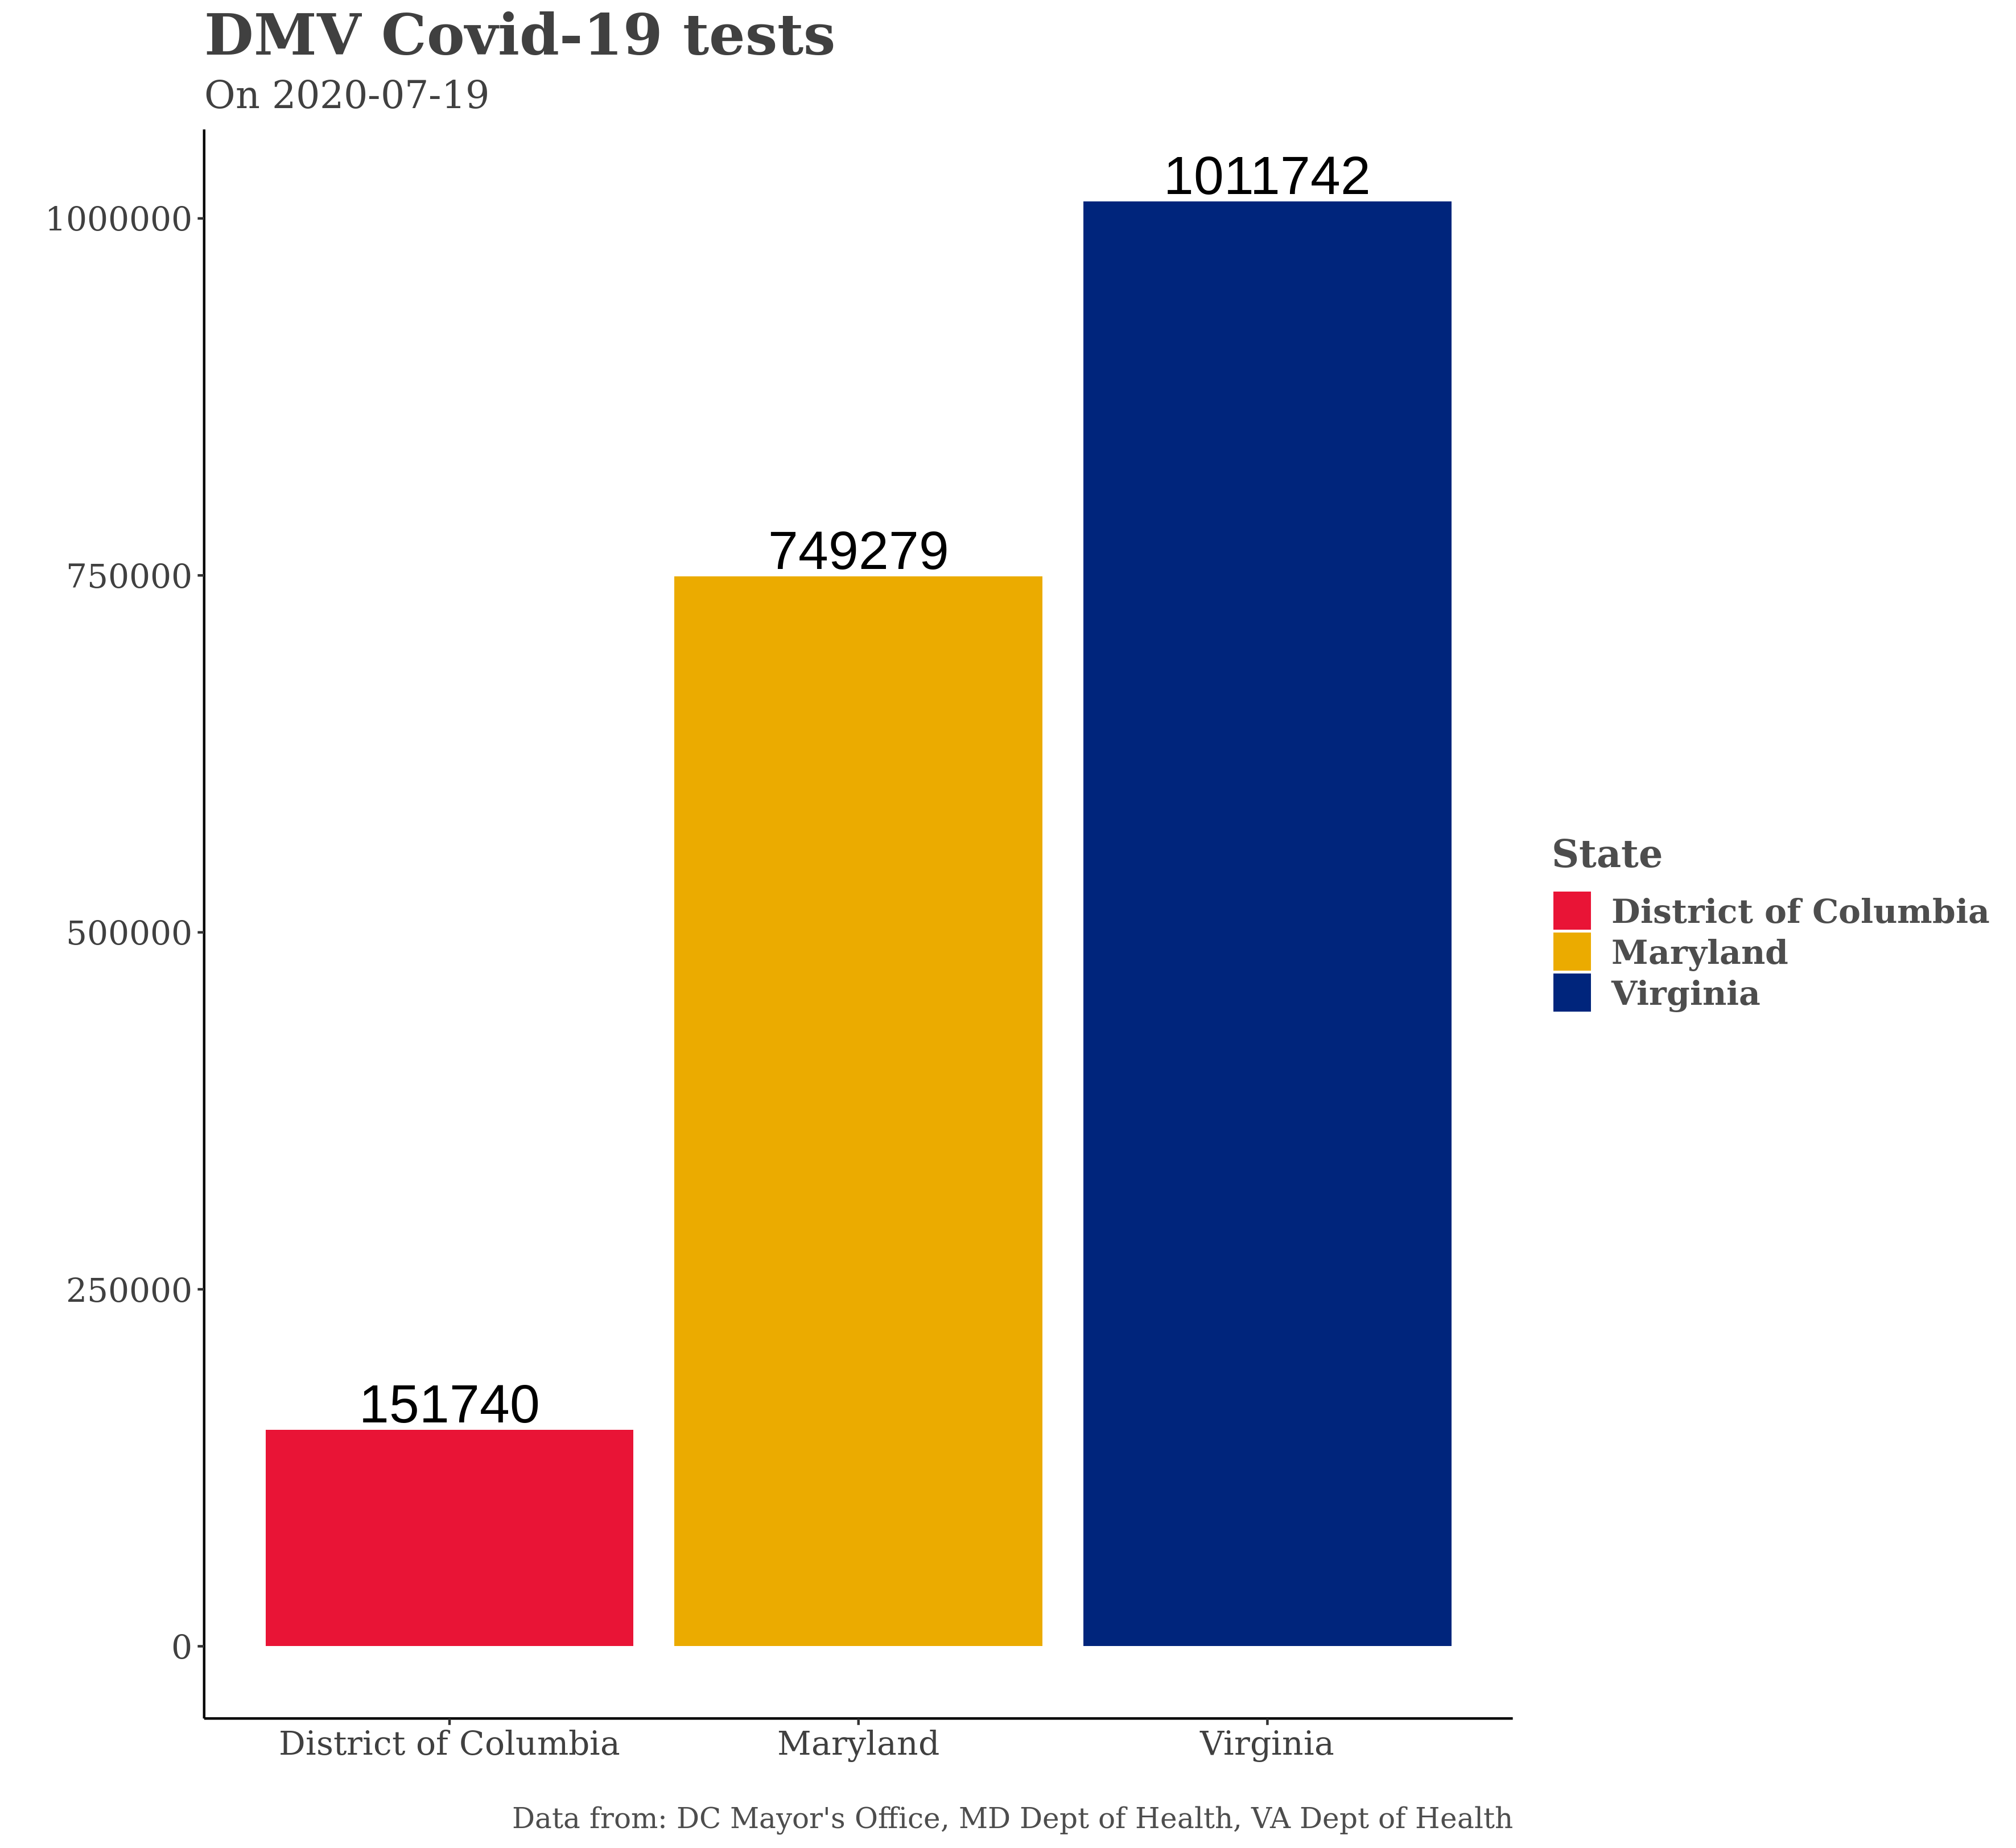 DMV Covid-19 tests
On 2020-07-19
1011742
1000000
749279
750000
State
District of Columbia
Maryland
Virginia
500000
250000
151740
0
District of Columbia
Maryland
Virginia
Data from: DC Mayor's Office, MD Dept of Health, VA Dept of Health